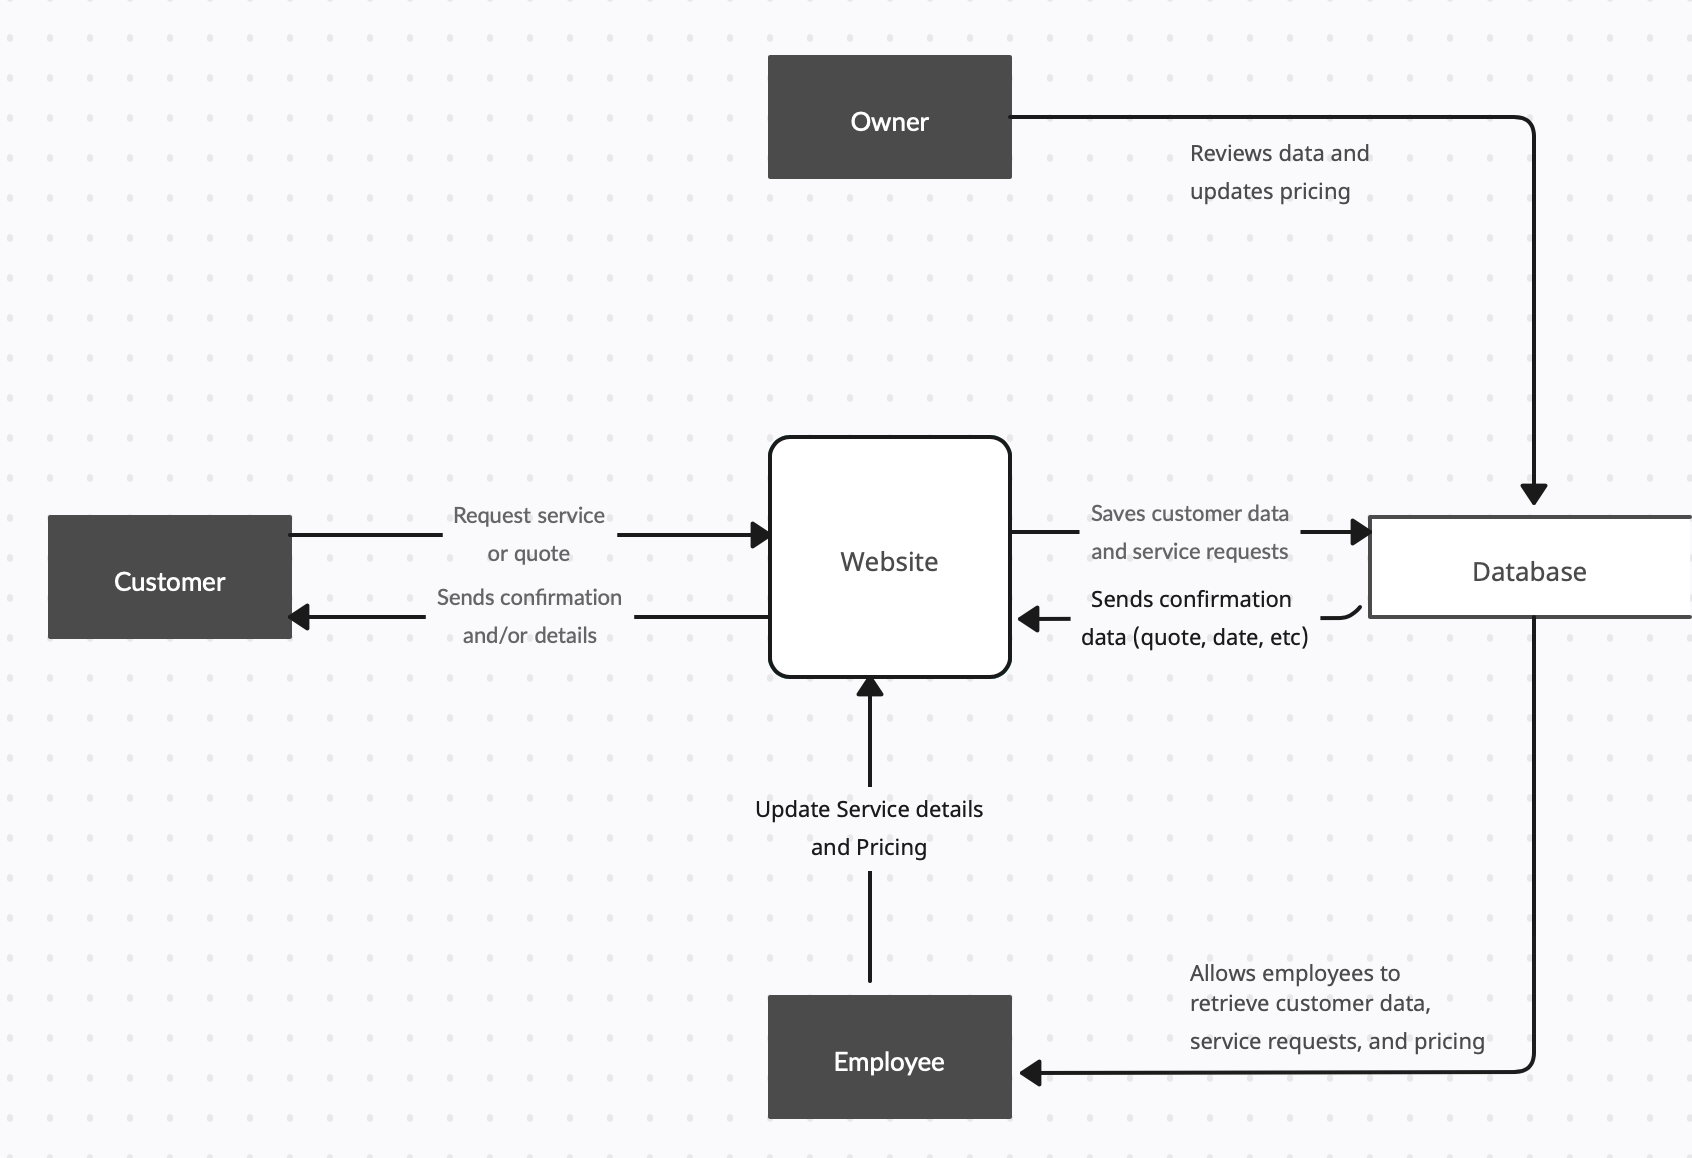 Owner
Reviews data and
updates pricing
Request service
or quote
Saves customer data
and service requests
Customer
Website
Database
Sends confirmation
and/or details
Sends confirmation
data (quote, date, etc)
Update Service details
and Pricing
Allows employees to
retrieve customer data,
service requests, and pricing
Employee